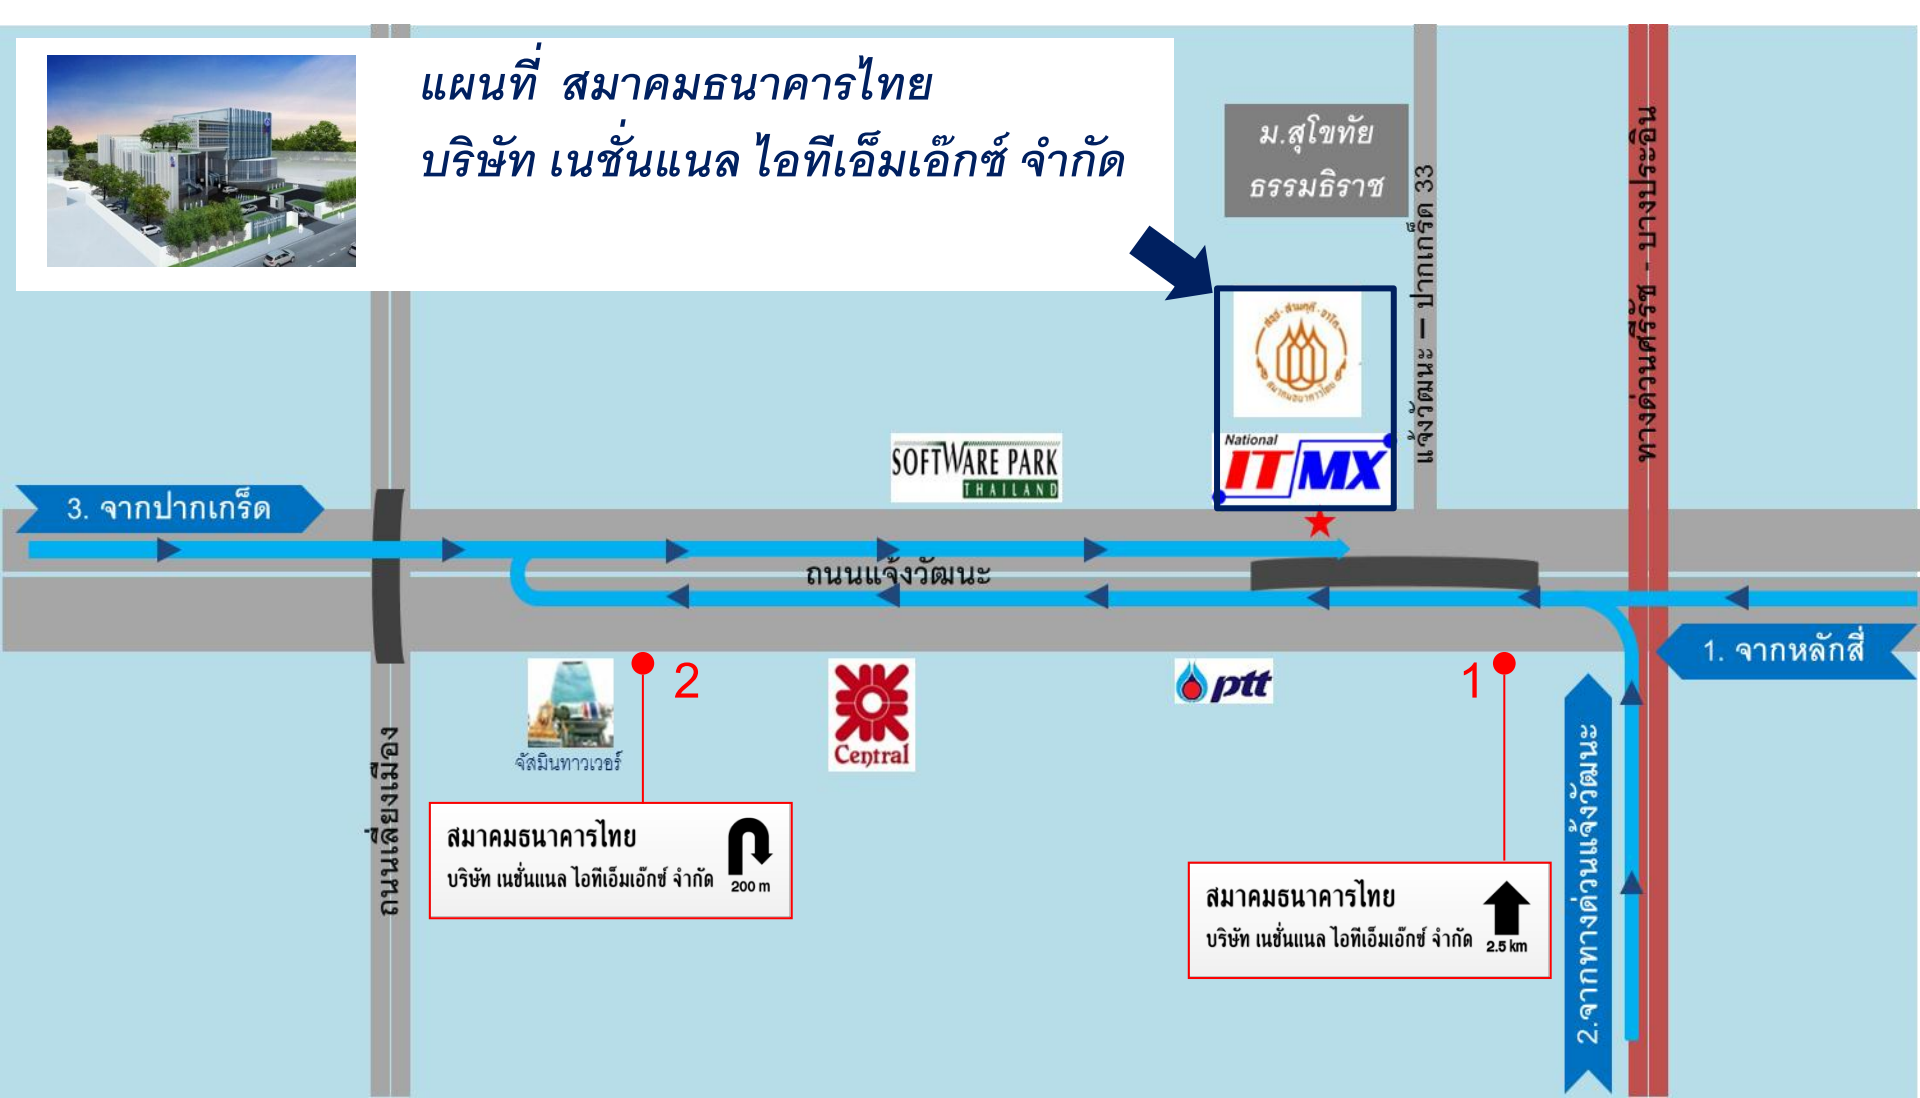 แผนที่ สมาคมธนาคารไทย
บริษัท เนชั่นแนล ไอทีเอ็มเอ๊กซ์ จำกัด
ม.สุโขทัย
ธรรมธิราช
แจ้งวัฒนะ – ปากเกร็ด 33
ทางด่วนศรีรัช - บางปะอิน
สมาคมธนาคารไทย
National
ITMX
SOFTWARE PARK
THAILAND
3. จากปากเกร็ด
ถนนแจ้งวัฒนะ
1. จากหลักสี่
2
1
ptt
Central
จัสมินทาวเวอร์
ถนนเลี่ยงเมือง
2.จากทางด่วนแจ้งวัฒนะ
สมาคมธนาคารไทย
บริษัท เนชั่นแนล ไอทีเอ็มเอ๊กซ์ จำกัด
200 m
สมาคมธนาคารไทย
บริษัท เนชั่นแนล ไอทีเอ็มเอ๊กซ์ จำกัด
2.5 km